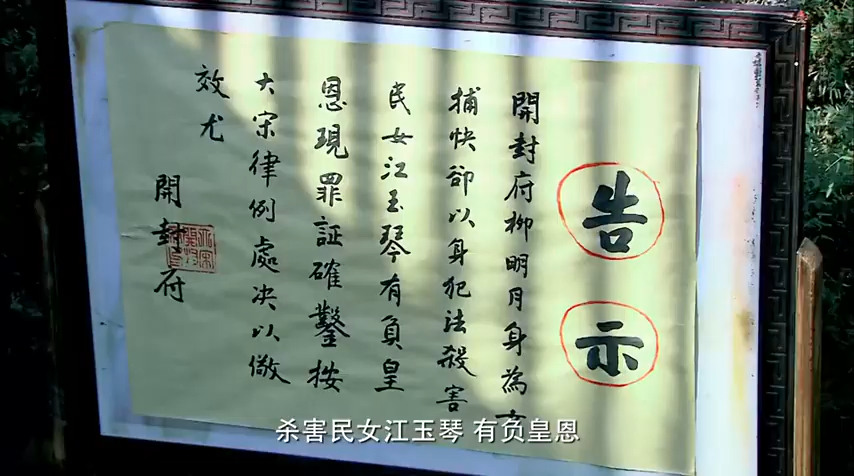 告示
開封府柳明月身為
捕快卻以身犯法殺害
民女江玉琴有負皇
恩現罪証確鑿按
大宋律例處决以儆
效尤
開封府
杀害民女江玉琴 有负皇恩